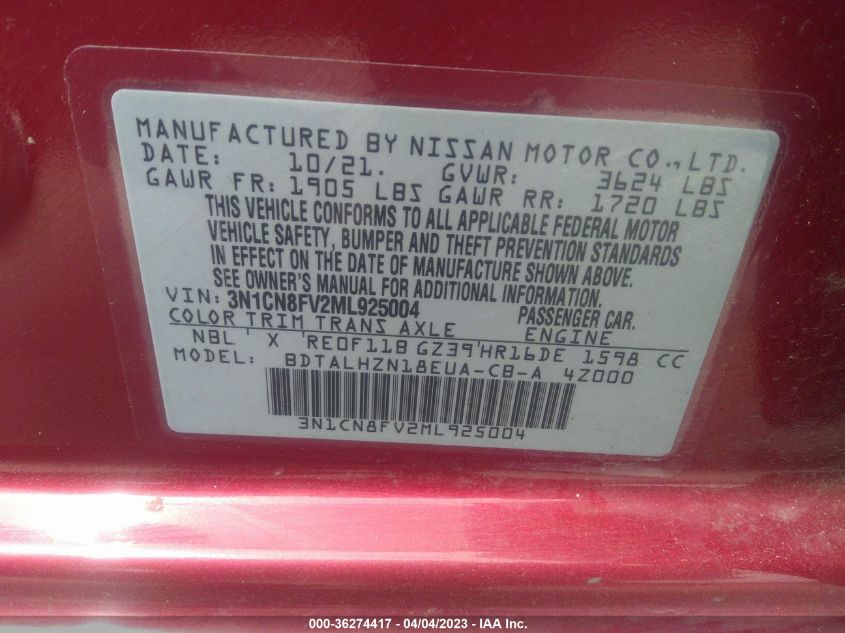 MANUFACTURED BY NISSAN MOTOR CO.,LTD.
DATE: 10/21. GVWR: 3624 LBS
GAWR FR: 1905 LBS GAWR RR: 1720 LBS
THIS VEHICLE CONFORMS TO ALL APPLICABLE FEDERAL MOTOR
VEHICLE SAFETY, BUMPER AND THEFT PREVENTION STANDARDS
IN EFFECT ON THE DATE OF MANUFACTURE SHOWN ABOVE.
SEE OWNER'S MANUAL FOR ADDITIONAL INFORMATION.
VIN: 3N1CN8FV2ML925004 PASSENGER CAR.
COLOR TRIM TRANS AXLE ENGINE
NBL ' X 'RE0F11B GZ39'HR16DE 1598 CC
MODEL: BDTALHZN18EUA-CB-A 4Z000
3N1CN8FV2ML925004
000-36274417 - 04/04/2023 - IAA Inc.